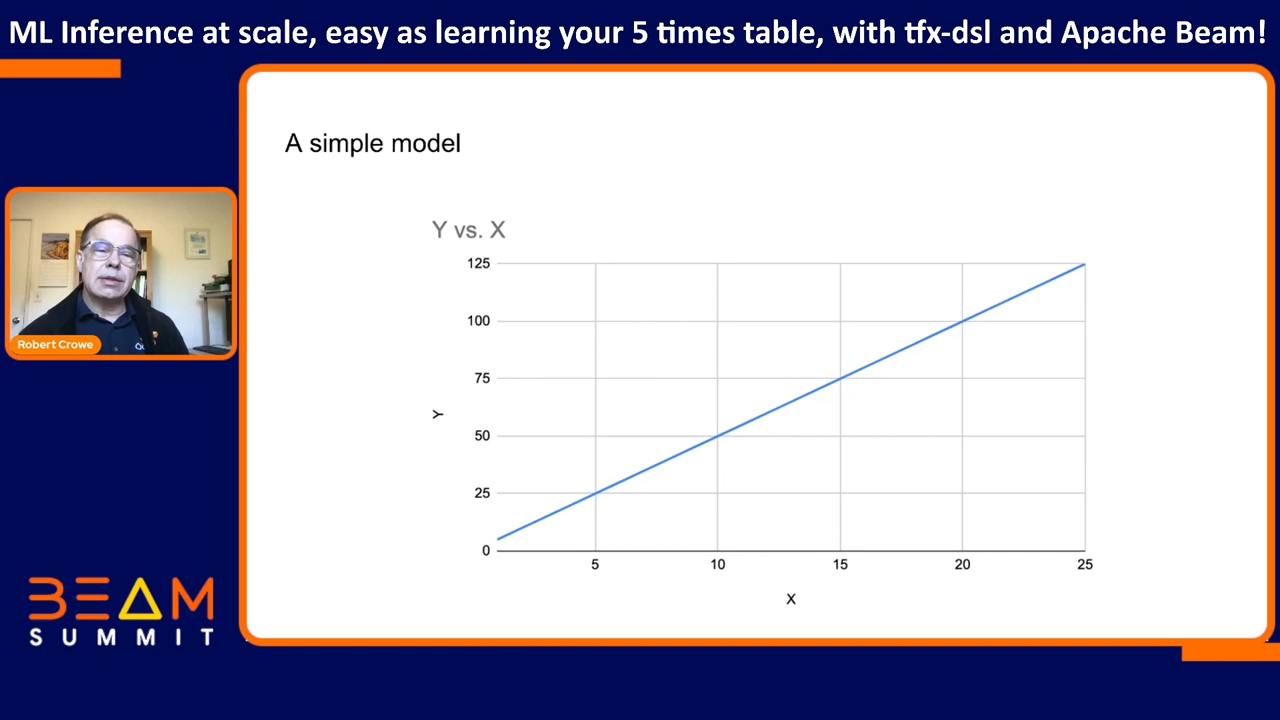 ML Inference at scale, easy as learning your 5 times table, with tfx-dsl and Apache Beam!
A simple model
Y vs. X
125
100
75
50
25
0
Y
5
10
15
20
25
X
Robert Crowe
BEAM
SUMMIT